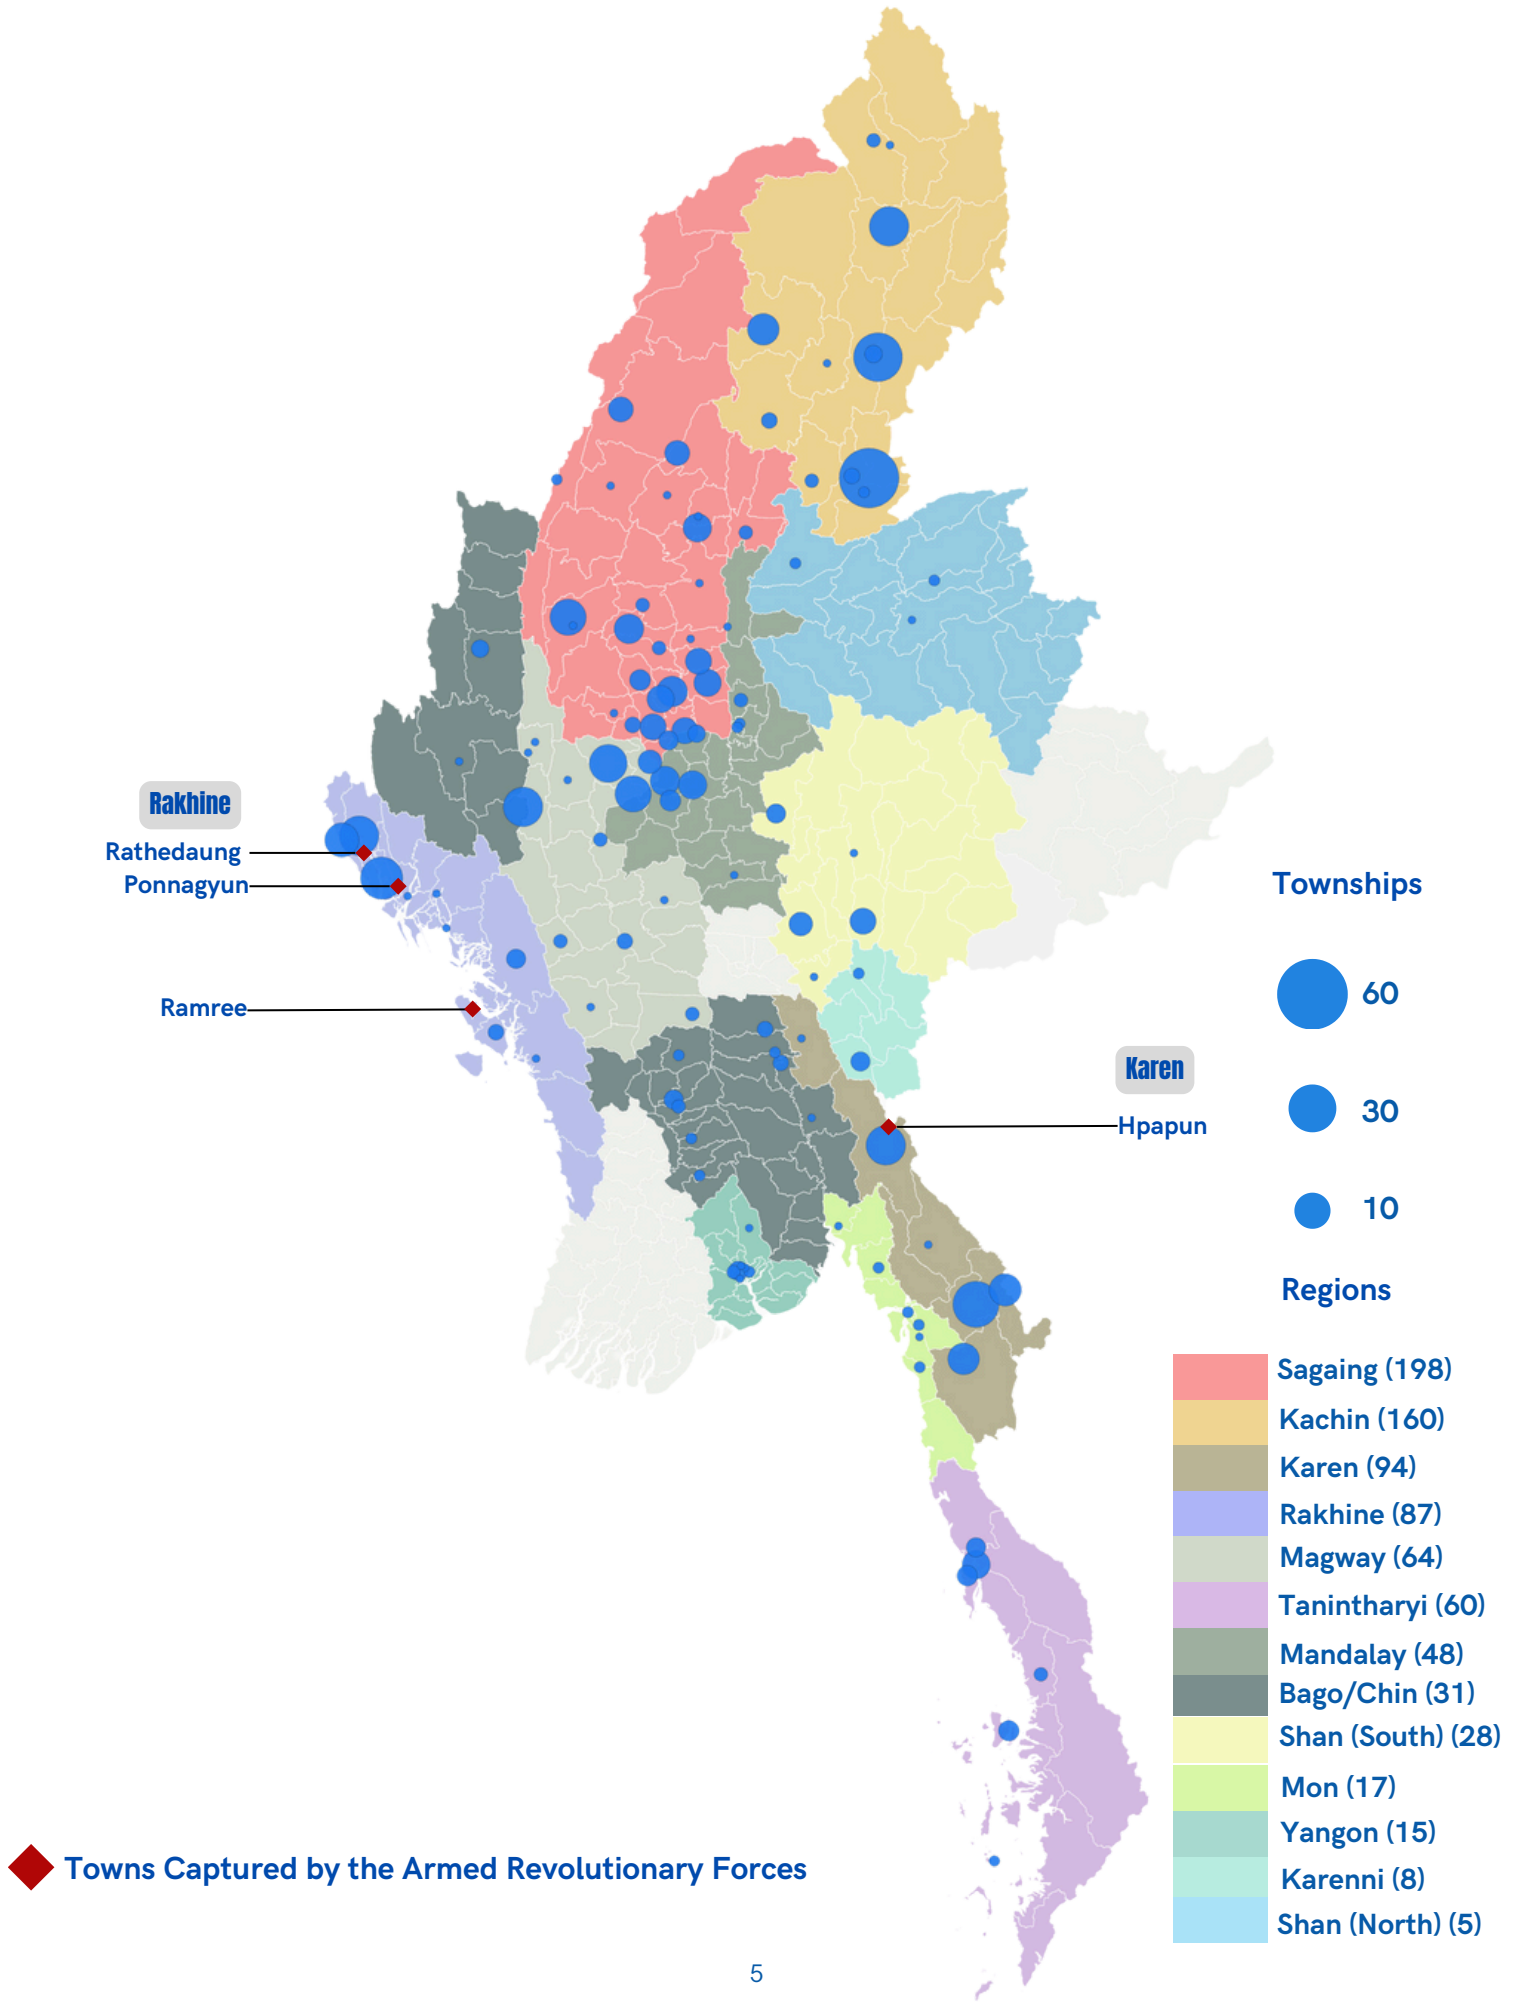 Rakhine
Rathedaung
Ponnagyun
Ramree
Karen
Hpapun
Townships
60
30
10
Regions
Sagaing (198)
Kachin (160)
Karen (94)
Rakhine (87)
Magway (64)
Tanintharyi (60)
Mandalay (48)
Bago/Chin (31)
Shan (South) (28)
Mon (17)
Yangon (15)
Karenni (8)
Shan (North) (5)
Towns Captured by the Armed Revolutionary Forces
5